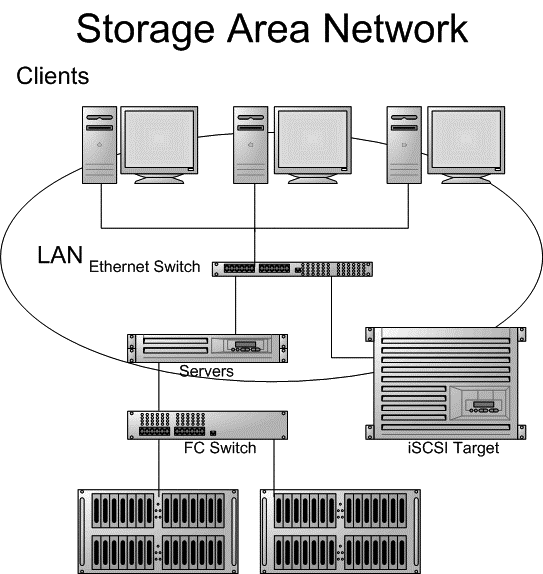 Storage Area Network
Clients
LAN
Ethernet Switch
Servers
FC Switch
iSCSI Target